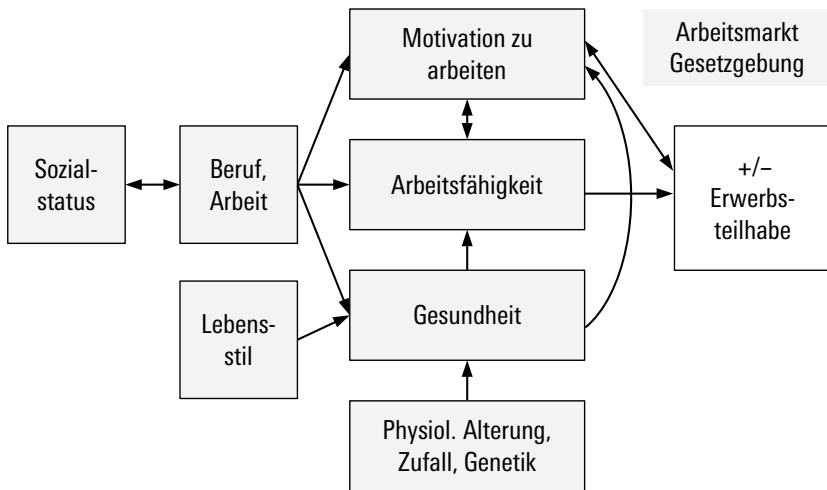 Motivation zu
arbeiten
Arbeitsmarkt
Gesetzgebung
Sozial-
status
Beruf,
Arbeit
Arbeitsfähigkeit
+/–
Erwerbs-
teilhabe
Lebens-
stil
Gesundheit
Physiol. Alterung,
Zufall, Genetik